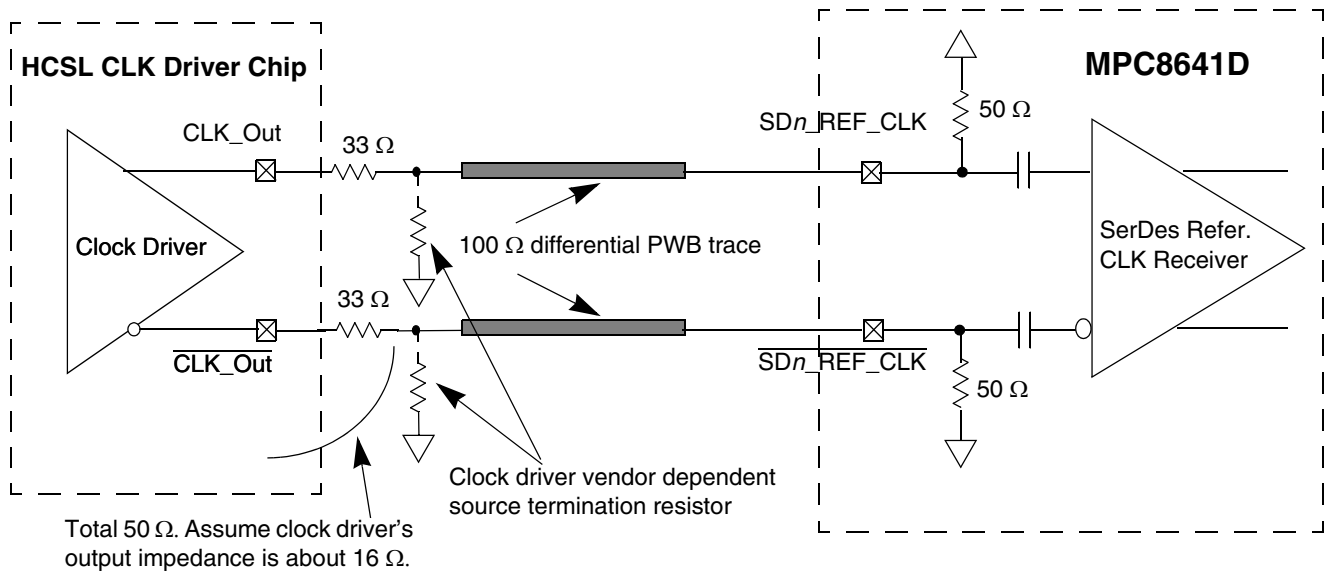 HCSL CLK Driver Chip
MPC8641D
CLK_Out
SDn_REF_CLK
50 Ω
33 Ω
Clock Driver
100 Ω differential PWB trace
SerDes Refer.
CLK Receiver
33 Ω
CLK_Out
SDn_REF_CLK
50 Ω
Clock driver vendor dependent
source termination resistor
Total 50 Ω. Assume clock driver's
output impedance is about 16 Ω.